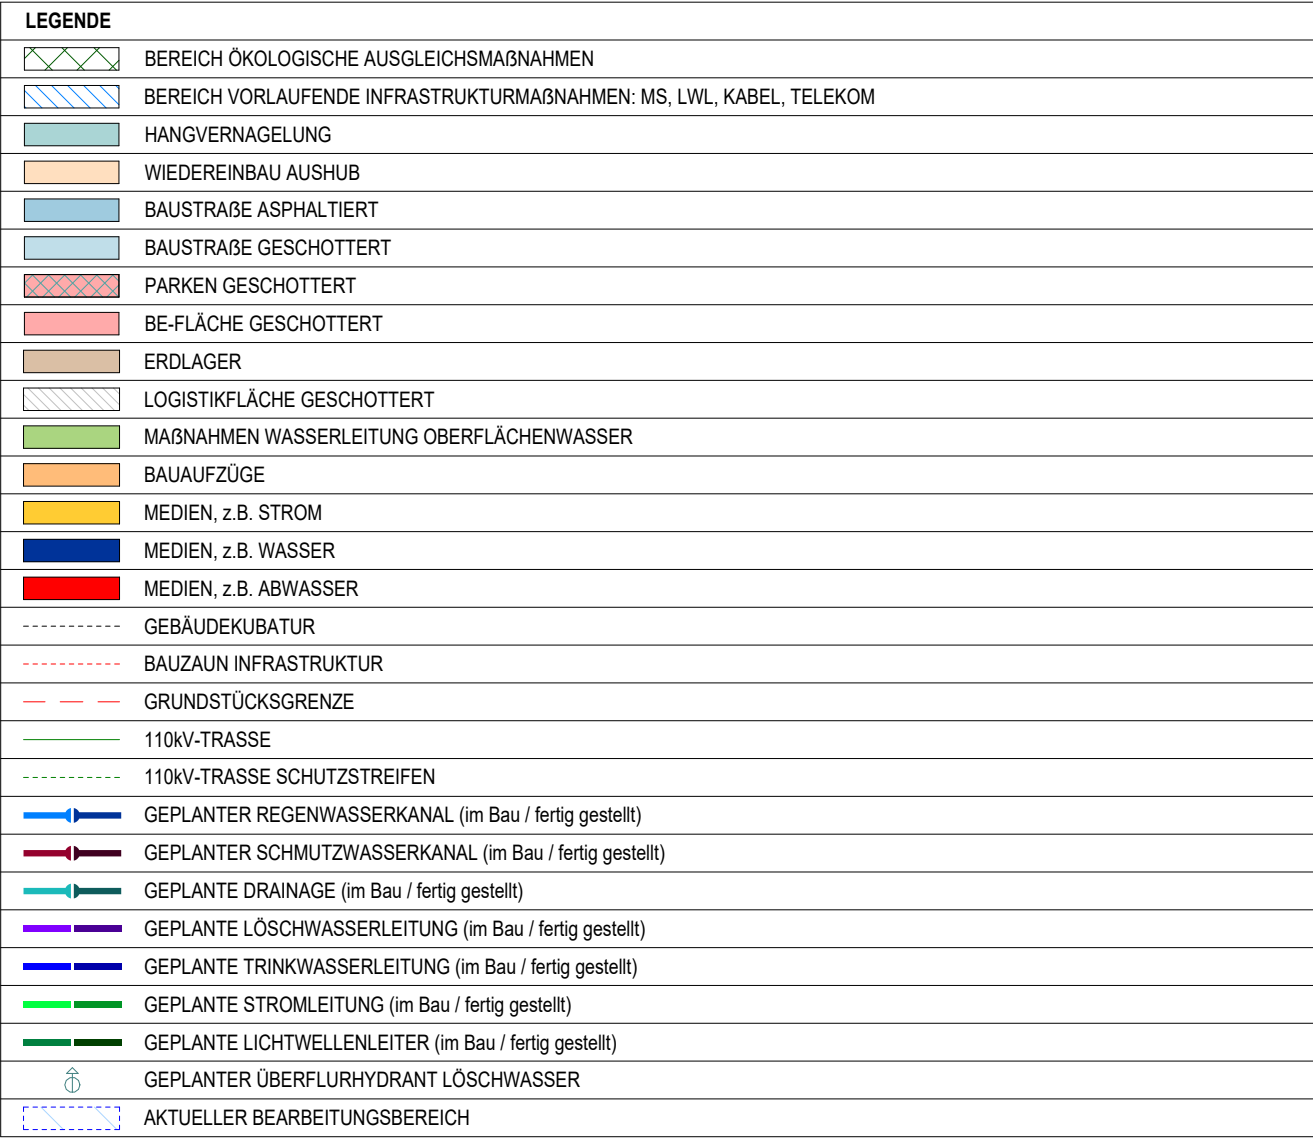 LEGENDE
BEREICH ÖKOLOGISCHE AUSGLEICHSMAßNAHMEN
BEREICH VORLAUFENDE INFRASTRUKTURMAßNAHMEN: MS, LWL, KABEL, TELEKOM
HANGVERNAGELUNG
WIEDEREINBAU AUSHUB
BAUSTRAßE ASPHALTIERT
BAUSTRAßE GESCHOTTERT
PARKEN GESCHOTTERT
BE-FLÄCHE GESCHOTTERT
ERDLAGER
LOGISTIKFLÄCHE GESCHOTTERT
MAßNAHMEN WASSERLEITUNG OBERFLÄCHENWASSER
BAUAUFZÜGE
MEDIEN, z.B. STROM
MEDIEN, z.B. WASSER
MEDIEN, z.B. ABWASSER
GEBÄUDEKUBATUR
BAUZAUN INFRASTRUKTUR
GRUNDSTÜCKSGRENZE
110kV-TRASSE
110kV-TRASSE SCHUTZSTREIFEN
GEPLANTER REGENWASSERKANAL (im Bau / fertig gestellt)
GEPLANTER SCHMUTZWASSERKANAL (im Bau / fertig gestellt)
GEPLANTE DRAINAGE (im Bau / fertig gestellt)
GEPLANTE LÖSCHWASSERLEITUNG (im Bau / fertig gestellt)
GEPLANTE TRINKWASSERLEITUNG (im Bau / fertig gestellt)
GEPLANTE STROMLEITUNG (im Bau / fertig gestellt)
GEPLANTE LICHTWELLENLEITER (im Bau / fertig gestellt)
GEPLANTER ÜBERFLURHYDRANT LÖSCHWASSER
AKTUELLER BEARBEITUNGSBEREICH